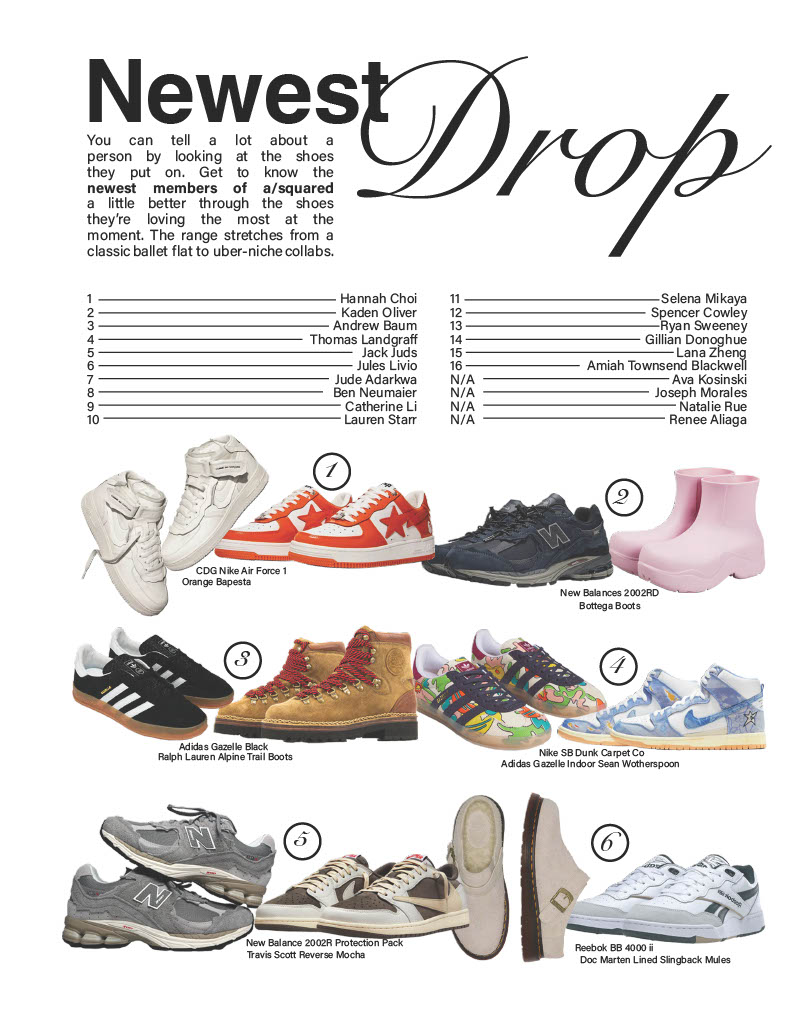 Newest Drop
You can tell a lot about a
person by looking at the shoes
they put on. Get to know the
newest members of a/squared
a little better through the shoes
they're loving the most at the
moment. The range stretches from a
classic ballet flat to uber-niche collabs.
1 Hannah Choi
2 Kaden Oliver
3 Andrew Baum
4 Thomas Landgraff
5 Jack Juds
6 Jules Livio
7 Jude Adarkwa
8 Ben Neumaier
9 Catherine Li
10 Lauren Starr
11 Selena Mikaya
12 Spencer Cowley
13 Ryan Sweeney
14 Gillian Donoghue
15 Lana Zheng
16 Amiah Townsend Blackwell
N/A Ava Kosinski
N/A Joseph Morales
N/A Natalie Rue
N/A Renee Aliaga
1
CDG Nike Air Force 1
Orange Bapesta
2
New Balances 2002RD
Bottega Boots
3
Adidas Gazelle Black
Ralph Lauren Alpine Trail Boots
4
Nike SB Dunk Carpet Co
Adidas Gazelle Indoor Sean Wotherspoon
5
New Balance 2002R Protection Pack
Travis Scott Reverse Mocha
6
Reebok BB 4000 ii
Doc Marten Lined Slingback Mules